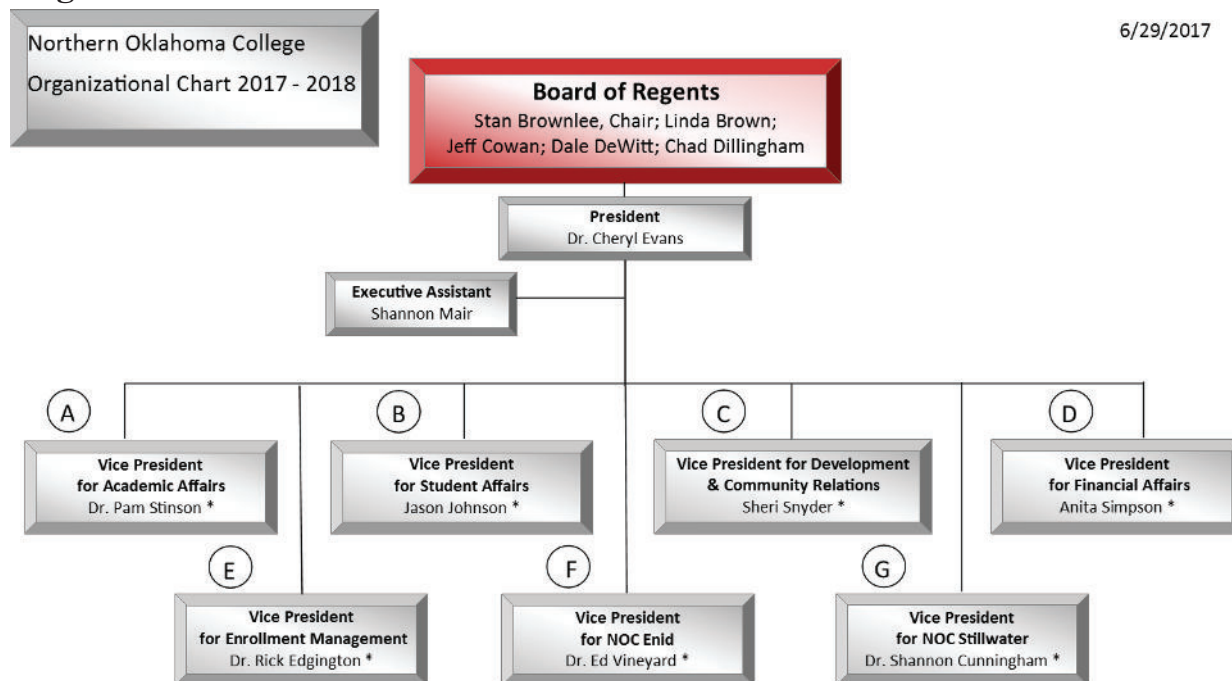 6/29/2017
Northern Oklahoma College
Organizational Chart 2017 - 2018
Board of Regents
Stan Brownlee, Chair; Linda Brown;
Jeff Cowan; Dale DeWitt; Chad Dillingham
President
Dr. Cheryl Evans
Executive Assistant
Shannon Mair
A
Vice President
for Academic Affairs
Dr. Pam Stinson *
B
Vice President
for Student Affairs
Jason Johnson *
C
Vice President for Development
& Community Relations
Sheri Snyder *
D
Vice President
for Financial Affairs
Anita Simpson *
E
Vice President
for Enrollment Management
Dr. Rick Edgington *
F
Vice President
for NOC Enid
Dr. Ed Vineyard *
G
Vice President
for NOC Stillwater
Dr. Shannon Cunningham *